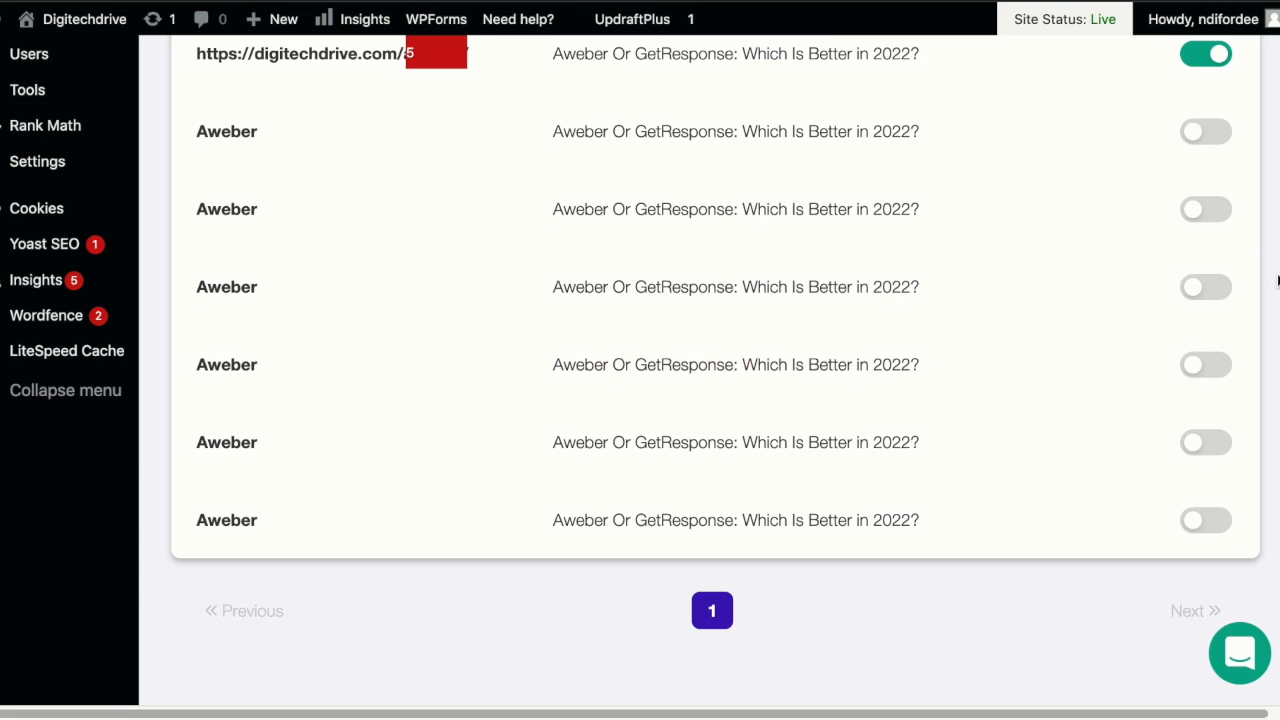 Digitechdrive 1 0 New Insights WPForms Need help? UpdraftPlus 1 Site Status: Live Howdy, ndifordee
Users
https://digitechdrive.com/ 5 Aweber Or GetResponse: Which Is Better in 2022?
Tools
Rank Math
Aweber Aweber Or GetResponse: Which Is Better in 2022?
Settings
Cookies
Aweber Aweber Or GetResponse: Which Is Better in 2022?
Yoast SEO 1
Insights 5
Aweber Aweber Or GetResponse: Which Is Better in 2022?
Wordfence 2
LiteSpeed Cache
Aweber Aweber Or GetResponse: Which Is Better in 2022?
Collapse menu
Aweber Aweber Or GetResponse: Which Is Better in 2022?
Aweber Aweber Or GetResponse: Which Is Better in 2022?
« Previous 1 Next »